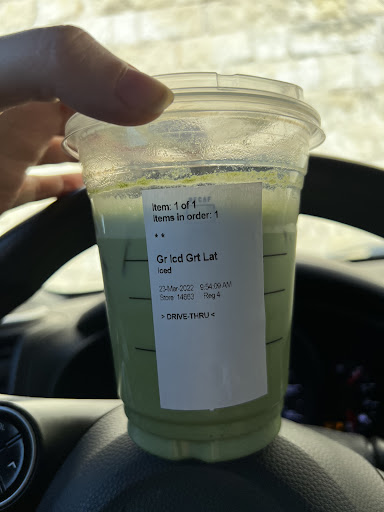 Item: 1 of 1
Items in order: 1
* *
Gr Icd Grt Lat
Iced
23-Mar-2022 9:54:09 AM
Store 14663 Reg 4
> DRIVE-THRU <